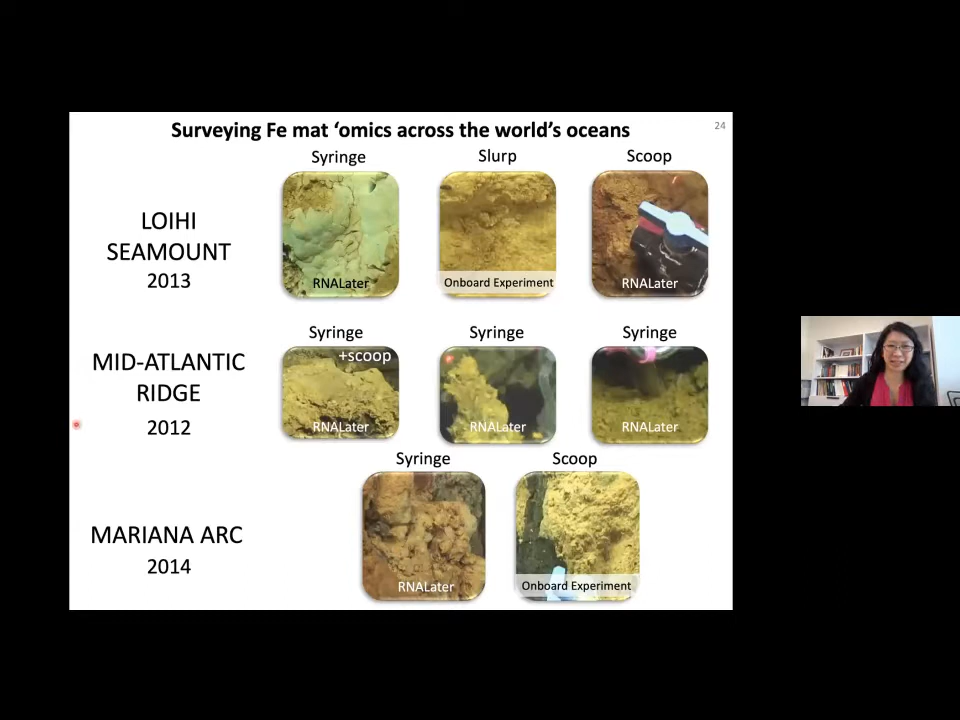 Surveying Fe mat ‘omics across the world’s oceans
24
Syringe
Slurp
Scoop
LOIHI
SEAMOUNT
2013
RNALater
Onboard Experiment
RNALater
Syringe
Syringe
Syringe
MID-ATLANTIC
RIDGE
2012
+scoop
RNALater
RNALater
RNALater
Syringe
Scoop
MARIANA ARC
2014
RNALater
Onboard Experiment